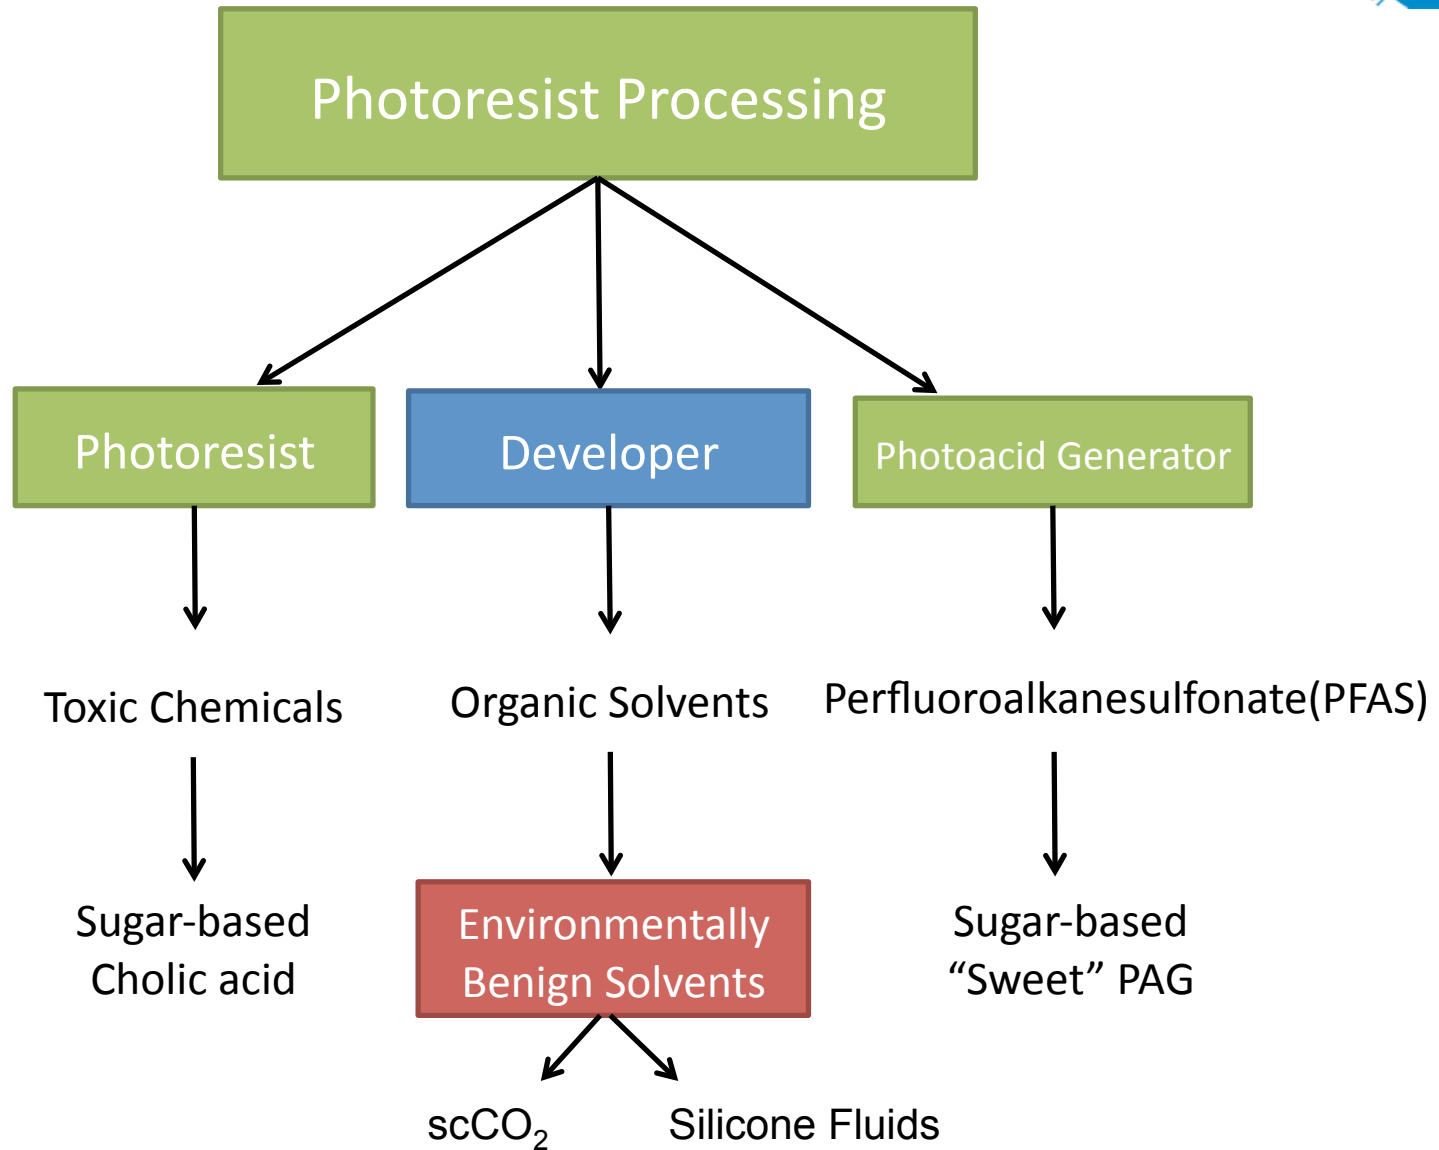 Photoresist Processing
Photoresist
Developer
Photoacid Generator
Toxic Chemicals
Organic Solvents
Perfluoroalkanesulfonate(PFAS)
Sugar-based
Cholic acid
Environmentally
Benign Solvents
Sugar-based
“Sweet” PAG
scCO₂
Silicone Fluids